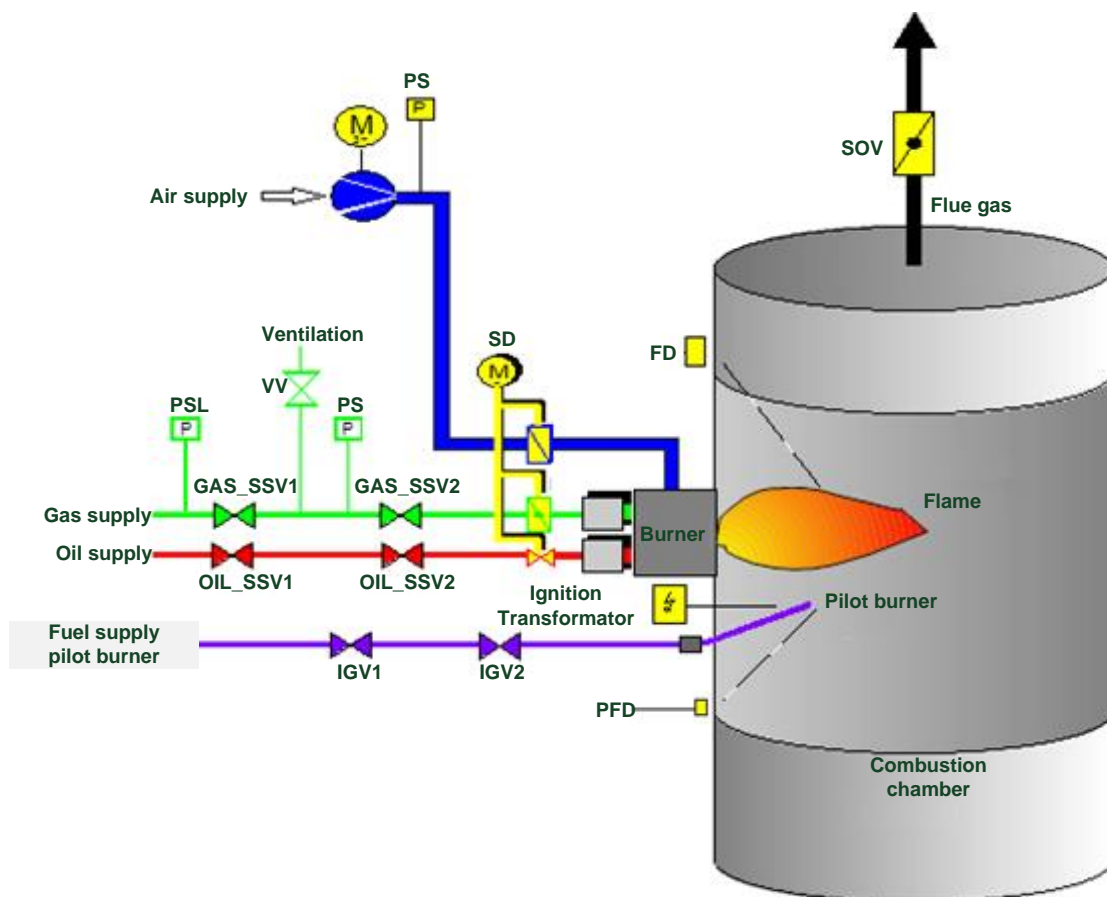 PS
M
P
SOV
Air supply
Flue gas
Ventilation
SD
FD
VV
M
PSL
PS
P
P
GAS_SSV1
GAS_SSV2
Flame
Gas supply
Burner
Oil supply
OIL_SSV1
OIL_SSV2
Ignition
Transformator
Pilot burner
Fuel supply
pilot burner
IGV1
IGV2
PFD
Combustion
chamber